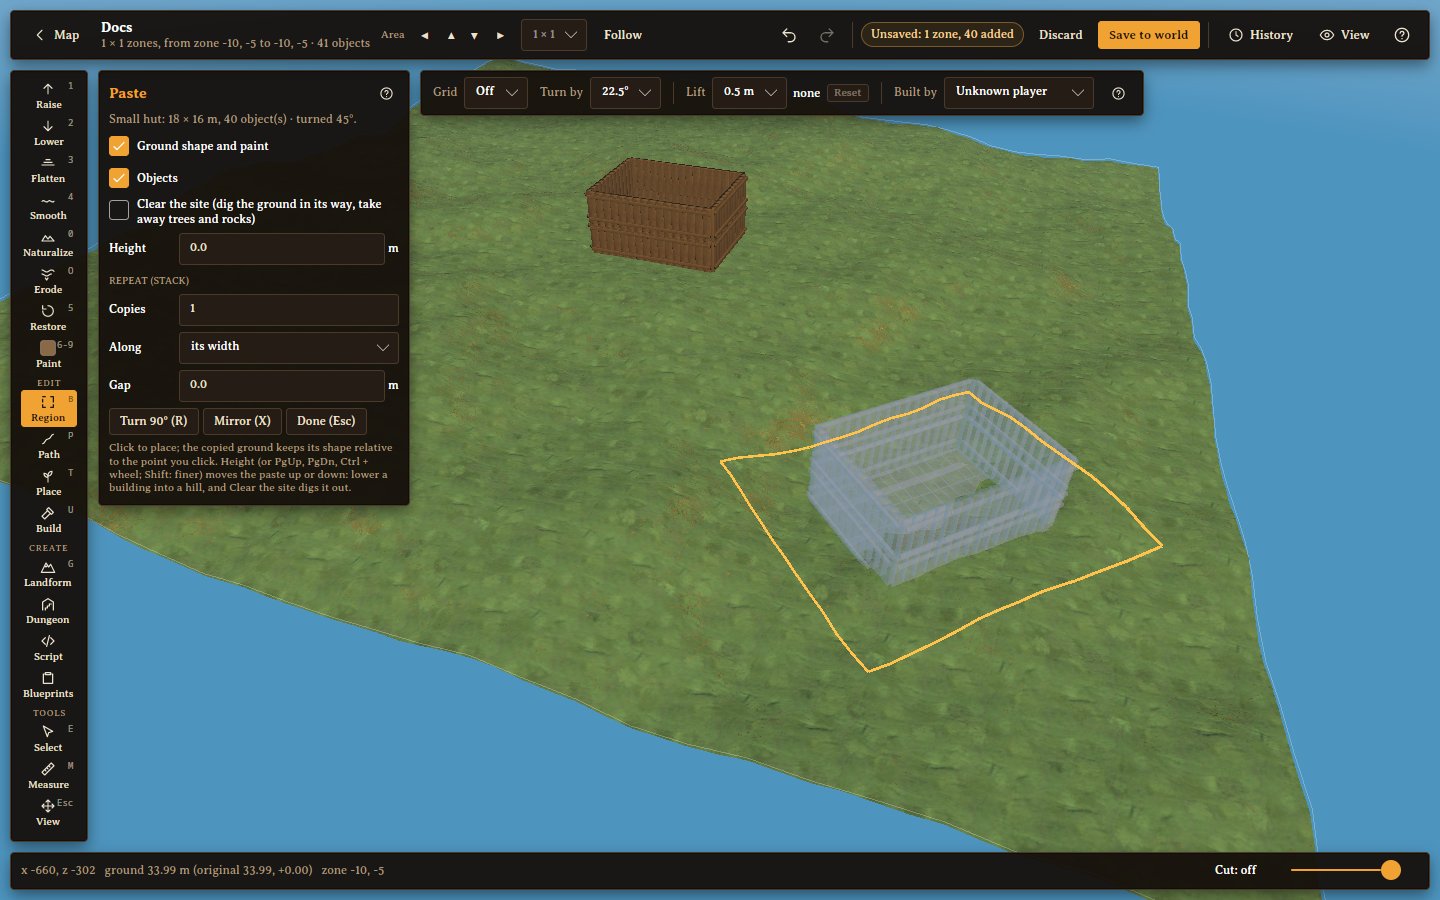 Map
Docs
1 × 1 zones, from zone -10, -5 to -10, -5 · 41 objects
Area
1 × 1
Follow
Unsaved: 1 zone, 40 added
Discard
Save to world
History
View
Raise 1
Lower 2
Flatten 3
Smooth 4
Naturalize 0
Erode O
Restore 5
Paint 6-9
EDIT
Region B
Path P
Place T
Build U
CREATE
Landform G
Dungeon
Script
Blueprints
TOOLS
Select E
Measure M
View Esc
Paste
Small hut: 18 × 16 m, 40 object(s) · turned 45°.
Ground shape and paint
Objects
Clear the site (dig the ground in its way, take
away trees and rocks)
Height 0.0 m
REPEAT (STACK)
Copies 1
Along its width
Gap 0.0 m
Turn 90° (R) Mirror (X) Done (Esc)
Click to place; the copied ground keeps its shape relative
to the point you click. Height (or PgUp, PgDn, Ctrl +
wheel; Shift: finer) moves the paste up or down: lower a
building into a hill, and Clear the site digs it out.
Grid Off Turn by 22.5° Lift 0.5 m none Reset Built by Unknown player
x -660, z -302 ground 33.99 m (original 33.99, +0.00) zone -10, -5
Cut: off